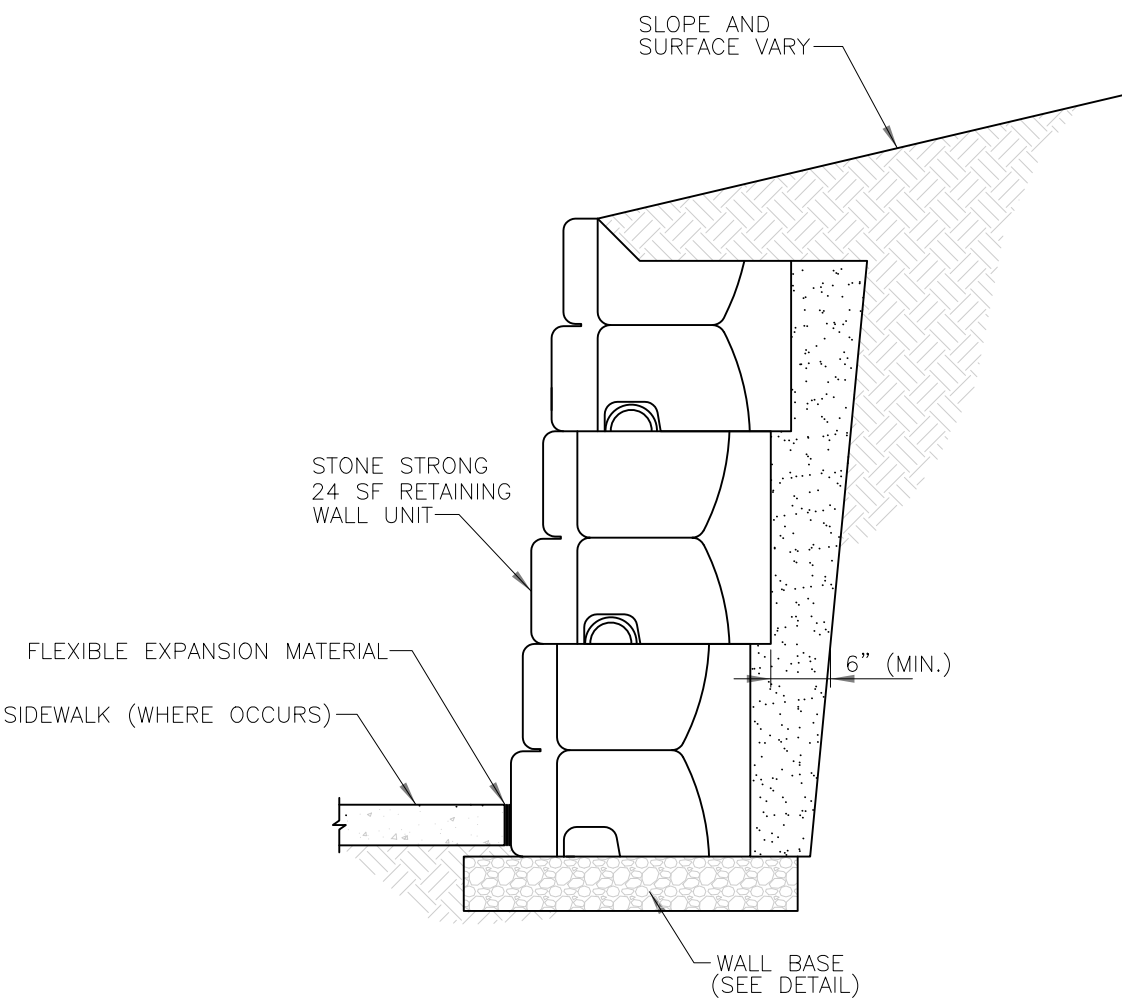 SLOPE AND
SURFACE VARY
STONE STRONG
24 SF RETAINING
WALL UNIT
FLEXIBLE EXPANSION MATERIAL
6” (MIN.)
SIDEWALK (WHERE OCCURS)
WALL BASE
(SEE DETAIL)